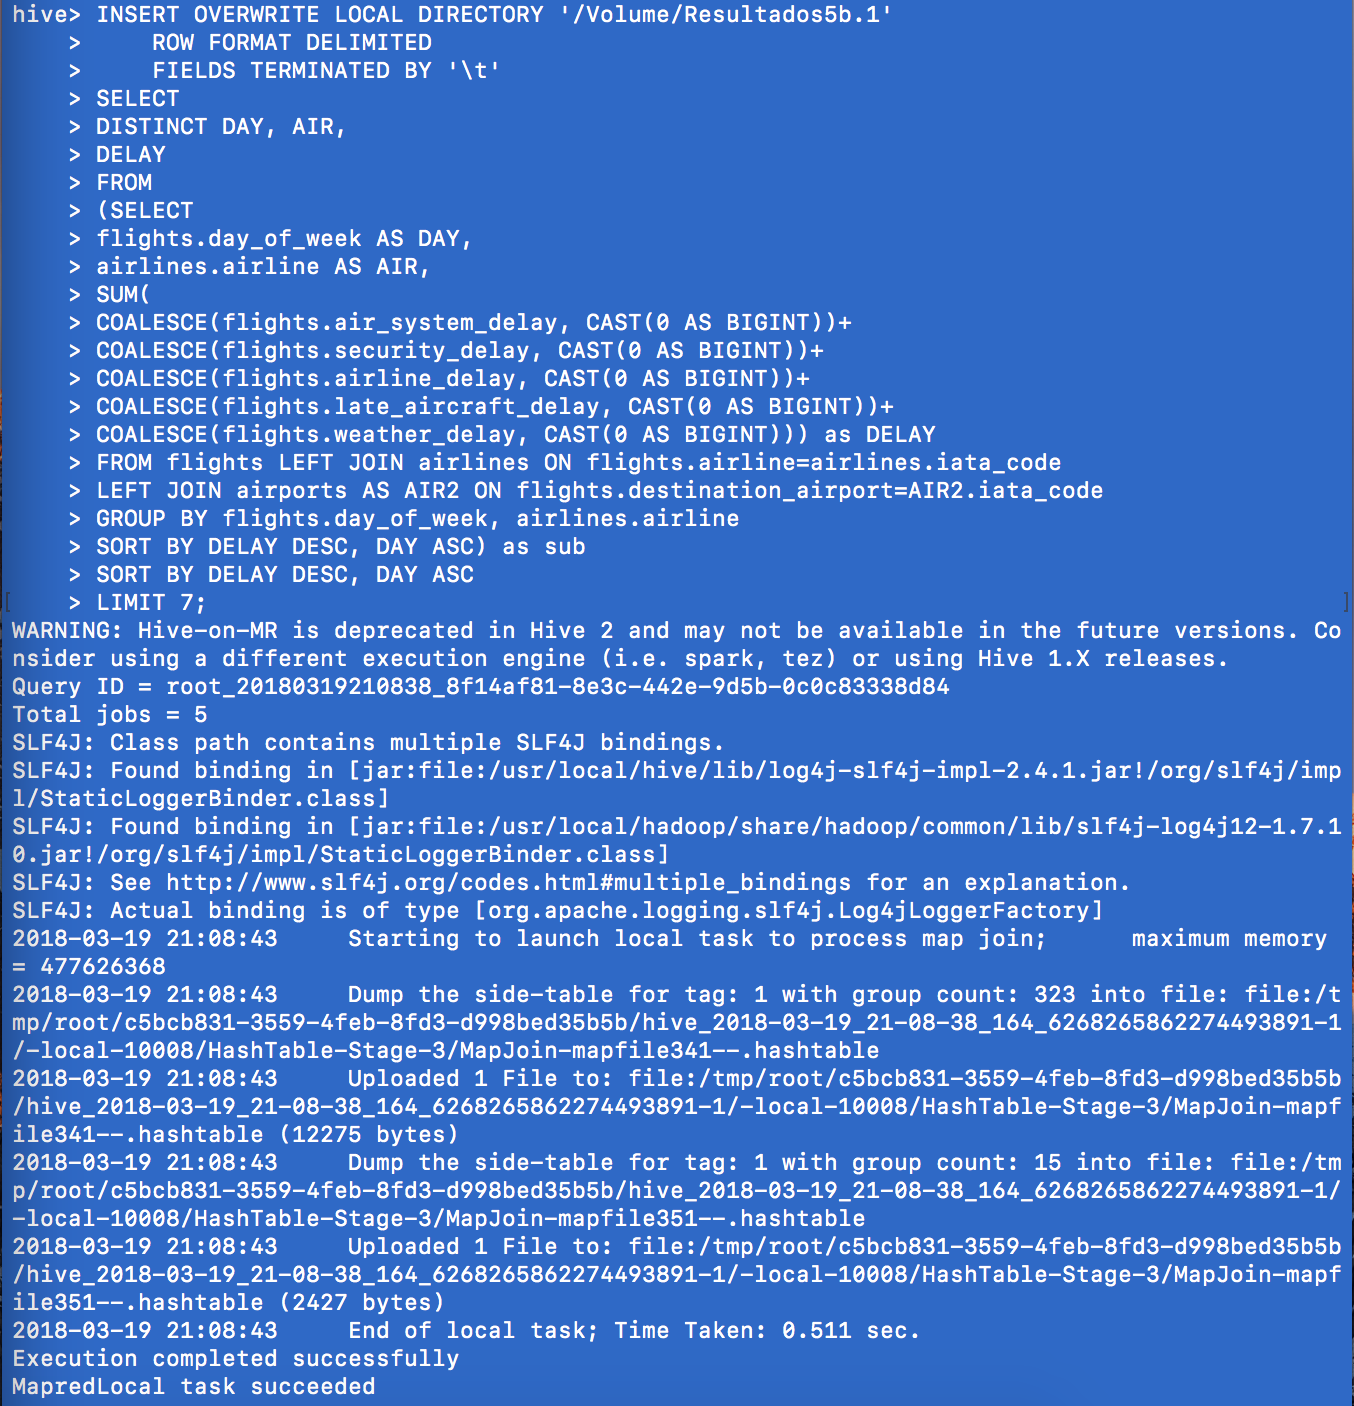 hive> INSERT OVERWRITE LOCAL DIRECTORY '/Volume/Resultados5b.1'
    >     ROW FORMAT DELIMITED
    >     FIELDS TERMINATED BY '\t'
    > SELECT
    > DISTINCT DAY, AIR,
    > DELAY
    > FROM
    > (SELECT
    > flights.day_of_week AS DAY,
    > airlines.airline AS AIR,
    > SUM(
    > COALESCE(flights.air_system_delay, CAST(0 AS BIGINT))+
    > COALESCE(flights.security_delay, CAST(0 AS BIGINT))+
    > COALESCE(flights.airline_delay, CAST(0 AS BIGINT))+
    > COALESCE(flights.late_aircraft_delay, CAST(0 AS BIGINT))+
    > COALESCE(flights.weather_delay, CAST(0 AS BIGINT))) as DELAY
    > FROM flights LEFT JOIN airlines ON flights.airline=airlines.iata_code
    > LEFT JOIN airports AS AIR2 ON flights.destination_airport=AIR2.iata_code
    > GROUP BY flights.day_of_week, airlines.airline
    > SORT BY DELAY DESC, DAY ASC) as sub
    > SORT BY DELAY DESC, DAY ASC
[    > LIMIT 7; ]
WARNING: Hive-on-MR is deprecated in Hive 2 and may not be available in the future versions. Co
nsider using a different execution engine (i.e. spark, tez) or using Hive 1.X releases.
Query ID = root_20180319210838_8f14af81-8e3c-442e-9d5b-0c0c83338d84
Total jobs = 5
SLF4J: Class path contains multiple SLF4J bindings.
SLF4J: Found binding in [jar:file:/usr/local/hive/lib/log4j-slf4j-impl-2.4.1.jar!/org/slf4j/imp
l/StaticLoggerBinder.class]
SLF4J: Found binding in [jar:file:/usr/local/hadoop/share/hadoop/common/lib/slf4j-log4j12-1.7.1
0.jar!/org/slf4j/impl/StaticLoggerBinder.class]
SLF4J: See http://www.slf4j.org/codes.html#multiple_bindings for an explanation.
SLF4J: Actual binding is of type [org.apache.logging.slf4j.Log4jLoggerFactory]
2018-03-19 21:08:43     Starting to launch local task to process map join;      maximum memory
= 477626368
2018-03-19 21:08:43     Dump the side-table for tag: 1 with group count: 323 into file: file:/t
mp/root/c5bcb831-3559-4feb-8fd3-d998bed35b5b/hive_2018-03-19_21-08-38_164_6268265862274493891-1
/-local-10008/HashTable-Stage-3/MapJoin-mapfile341--.hashtable
2018-03-19 21:08:43     Uploaded 1 File to: file:/tmp/root/c5bcb831-3559-4feb-8fd3-d998bed35b5b
/hive_2018-03-19_21-08-38_164_6268265862274493891-1/-local-10008/HashTable-Stage-3/MapJoin-mapf
ile341--.hashtable (12275 bytes)
2018-03-19 21:08:43     Dump the side-table for tag: 1 with group count: 15 into file: file:/tm
p/root/c5bcb831-3559-4feb-8fd3-d998bed35b5b/hive_2018-03-19_21-08-38_164_6268265862274493891-1/
-local-10008/HashTable-Stage-3/MapJoin-mapfile351--.hashtable
2018-03-19 21:08:43     Uploaded 1 File to: file:/tmp/root/c5bcb831-3559-4feb-8fd3-d998bed35b5b
/hive_2018-03-19_21-08-38_164_6268265862274493891-1/-local-10008/HashTable-Stage-3/MapJoin-mapf
ile351--.hashtable (2427 bytes)
2018-03-19 21:08:43     End of local task; Time Taken: 0.511 sec.
Execution completed successfully
MapredLocal task succeeded